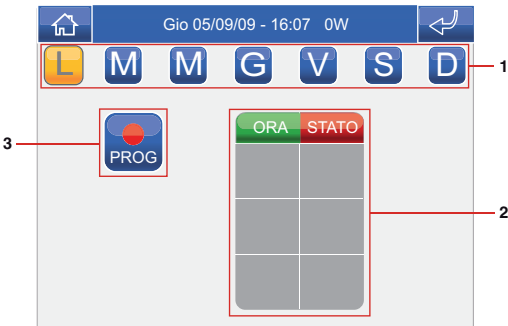 Gio 05/09/09 - 16:07 0W
L M M G V S D
1
ORA STATO
3
PROG
2